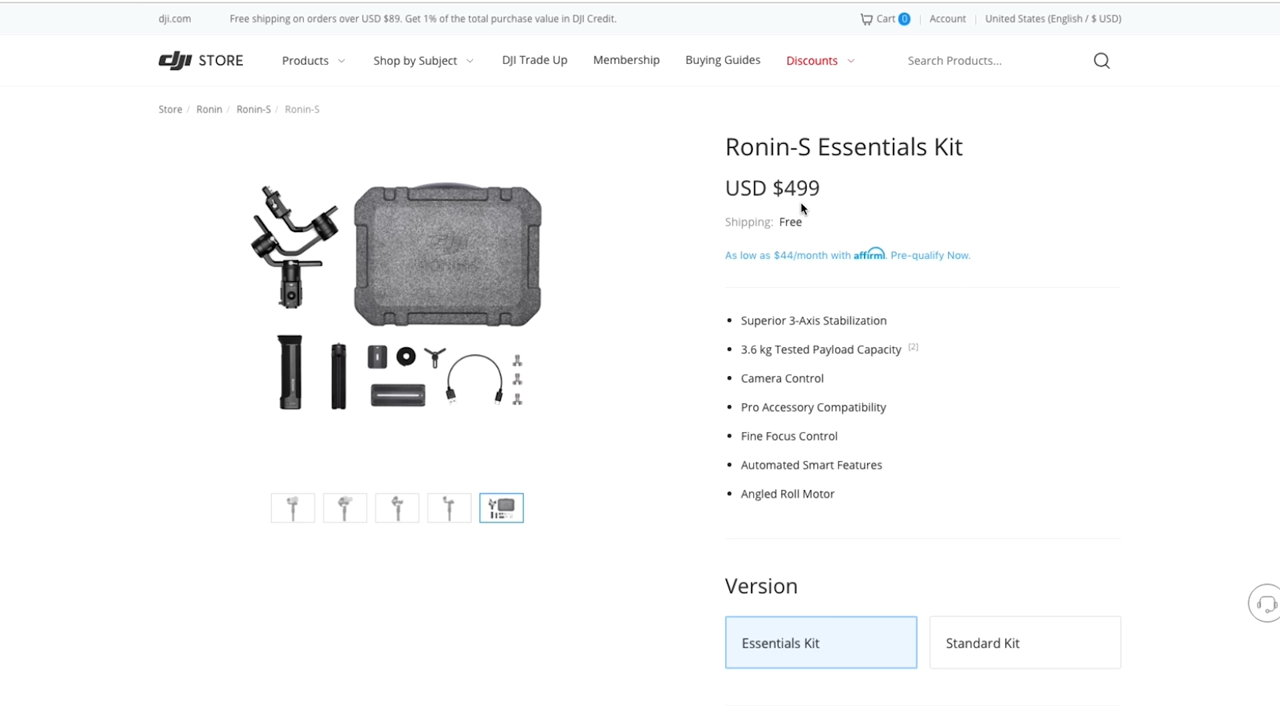 dji.com Free shipping on orders over USD $89. Get 1% of the total purchase value in DJI Credit. Cart 0 Account United States (English / $ USD)
dji STORE Products Shop by Subject DJI Trade Up Membership Buying Guides Discounts Search Products...
Store / Ronin / Ronin-S / Ronin-S
Ronin-S Essentials Kit
USD $499
Shipping: Free
As low as $44/month with affirm. Pre-qualify Now.
Superior 3-Axis Stabilization
3.6 kg Tested Payload Capacity [2]
Camera Control
Pro Accessory Compatibility
Fine Focus Control
Automated Smart Features
Angled Roll Motor
Version
Essentials Kit Standard Kit